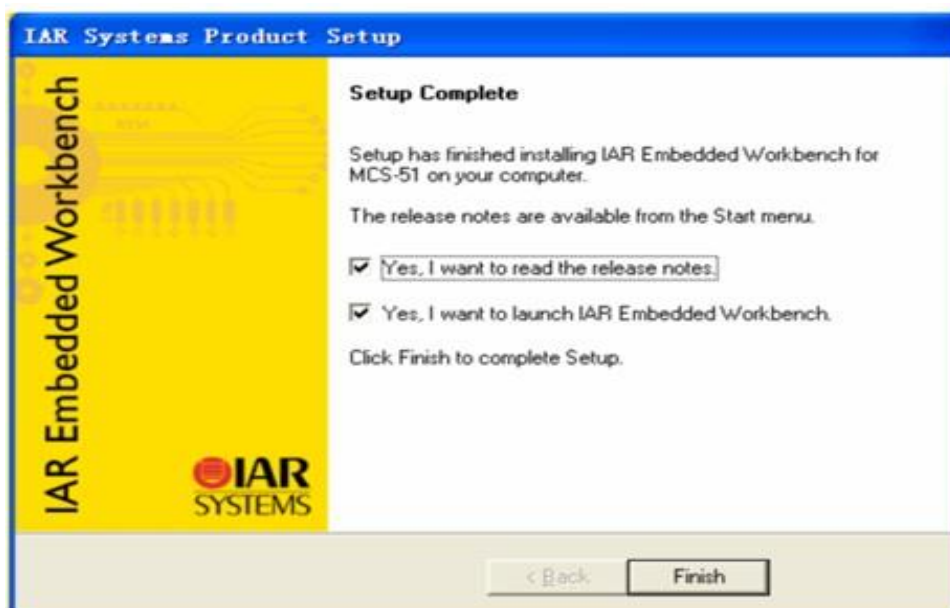 IAR Systems Product Setup
IAR Embedded Workbench
IAR
SYSTEMS
Setup Complete
Setup has finished installing IAR Embedded Workbench for
MCS-51 on your computer.
The release notes are available from the Start menu.
Yes, I want to read the release notes.
Yes, I want to launch IAR Embedded Workbench.
Click Finish to complete Setup.
< Back
Finish